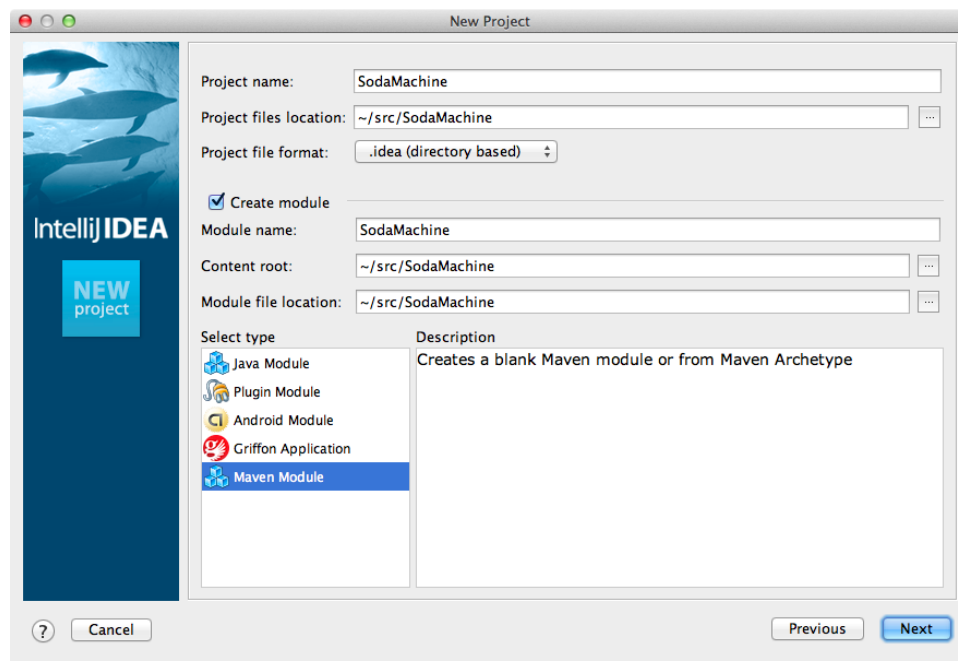 New Project
Project name: SodaMachine
Project files location: ~/src/SodaMachine ...
Project file format: .idea (directory based)
Create module
IntelliJ IDEA
Module name: SodaMachine
Content root: ~/src/SodaMachine ...
NEW
project
Module file location: ~/src/SodaMachine ...
Select type Description
Java Module Creates a blank Maven module or from Maven Archetype
Plugin Module
Android Module
Griffon Application
Maven Module
? Cancel Previous Next